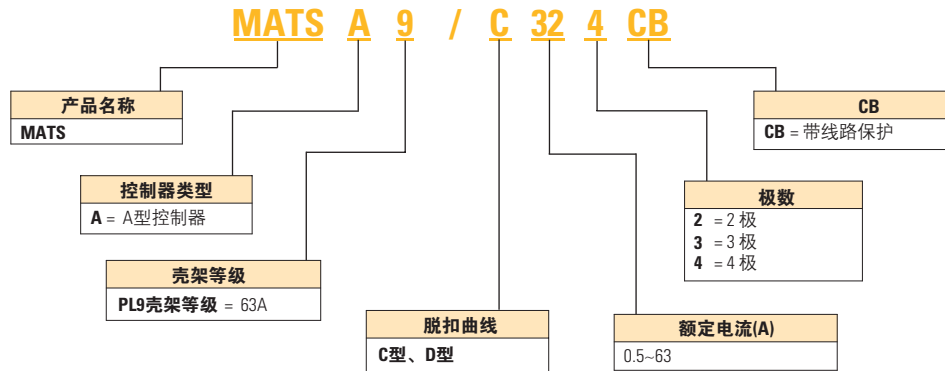 MATS A 9 / C 32 4 CB
产品名称
MATS
控制器类型
A = A型控制器
壳架等级
PL9壳架等级 = 63A
脱扣曲线
C型、D型
额定电流(A)
0.5~63
极数
2 = 2 极
3 = 3 极
4 = 4 极
CB
CB = 带线路保护